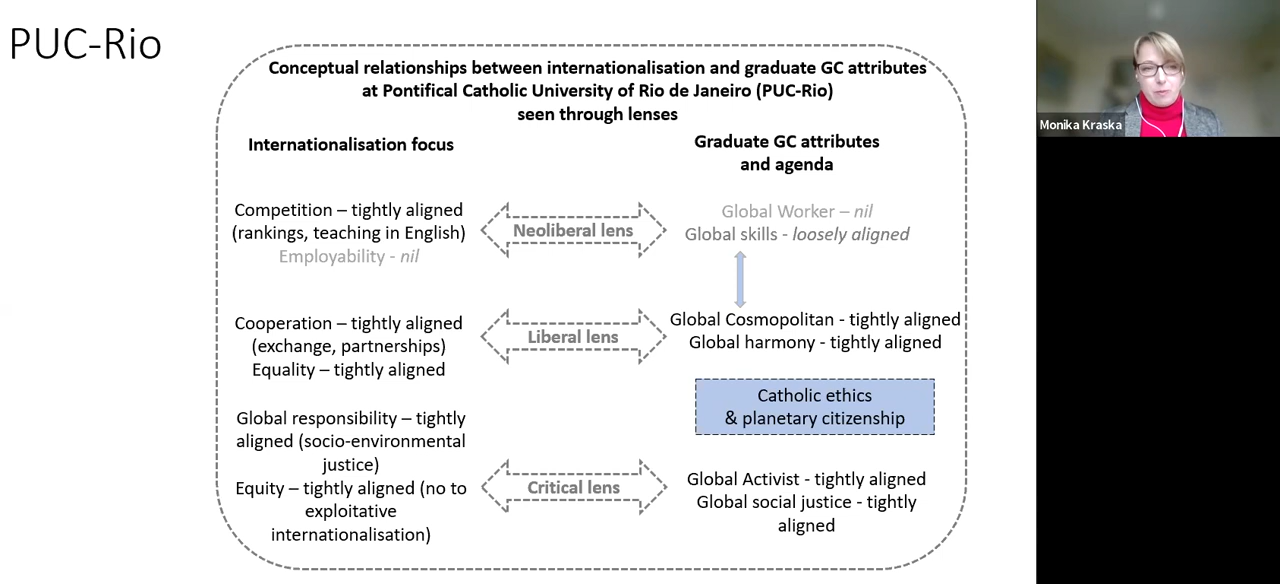 PUC-Rio
Conceptual relationships between internationalisation and graduate GC attributes
at Pontifical Catholic University of Rio de Janeiro (PUC-Rio)
seen through lenses
Internationalisation focus
Graduate GC attributes
and agenda
Competition – tightly aligned
(rankings, teaching in English)
Employability - nil
Neoliberal lens
Global Worker – nil
Global skills - loosely aligned
Cooperation – tightly aligned
(exchange, partnerships)
Equality – tightly aligned
Liberal lens
Global Cosmopolitan - tightly aligned
Global harmony - tightly aligned
Catholic ethics
& planetary citizenship
Global responsibility – tightly
aligned (socio-environmental
justice)
Equity – tightly aligned (no to
exploitative
internationalisation)
Critical lens
Global Activist - tightly aligned
Global social justice - tightly
aligned
Monika Kraska